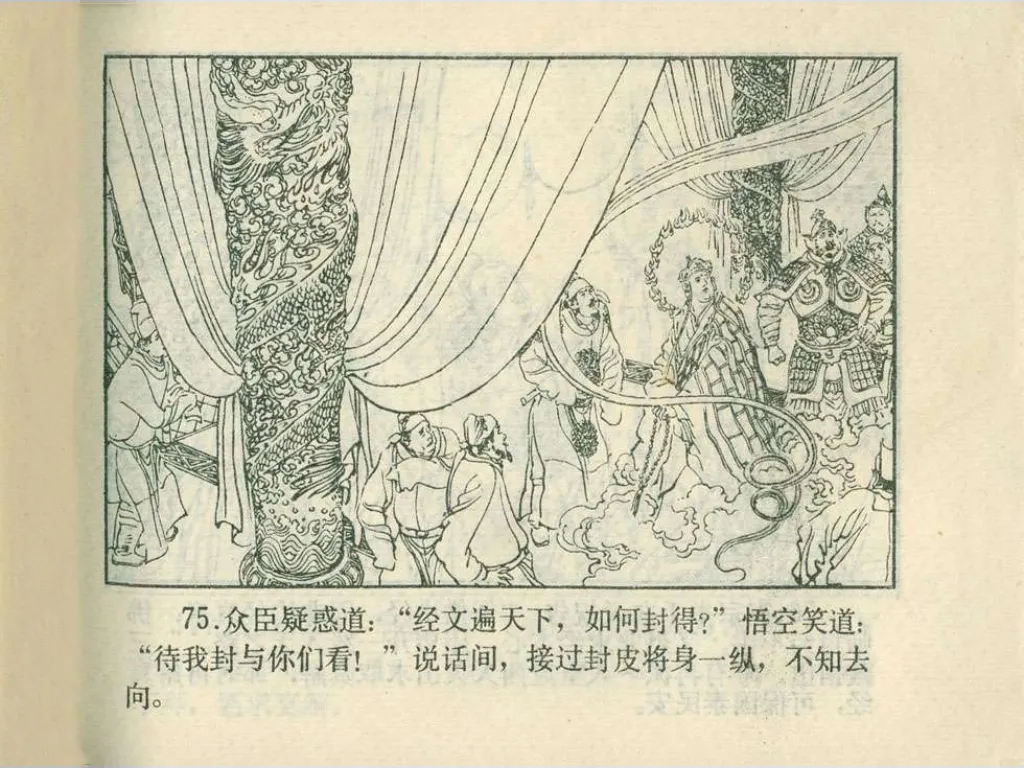 75.众臣疑惑道：“经文遍天下，如何封得？”悟空笑道：
“待我封与你们看！”说话间，接过封皮将身一纵，不知去
向。